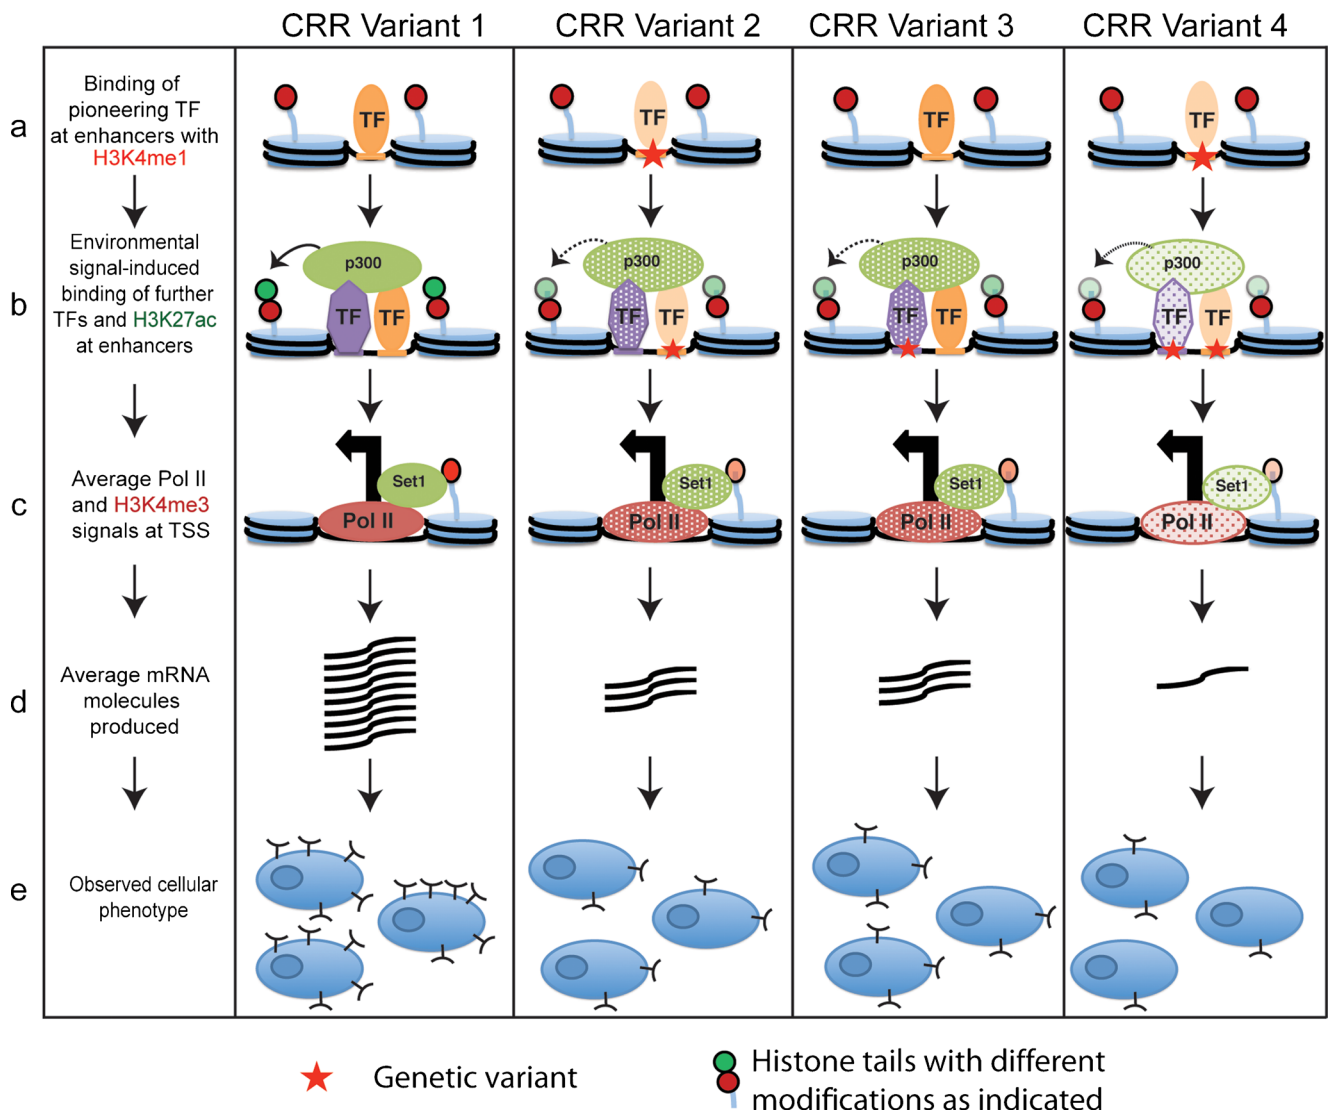 CRR Variant 1 CRR Variant 2 CRR Variant 3 CRR Variant 4
a
Binding of
pioneering TF
at enhancers with
H3K4me1
TF TF TF TF
b
Environmental
signal-induced
binding of further
TFs and H3K27ac
at enhancers
p300 p300 p300 p300
TF TF TF TF TF TF TF TF
c
Average Pol II
and H3K4me3
signals at TSS
Set1 Set1 Set1 Set1
Pol II Pol II Pol II Pol II
d
Average mRNA
molecules
produced
e
Observed cellular
phenotype
Genetic variant
Histone tails with different
modifications as indicated